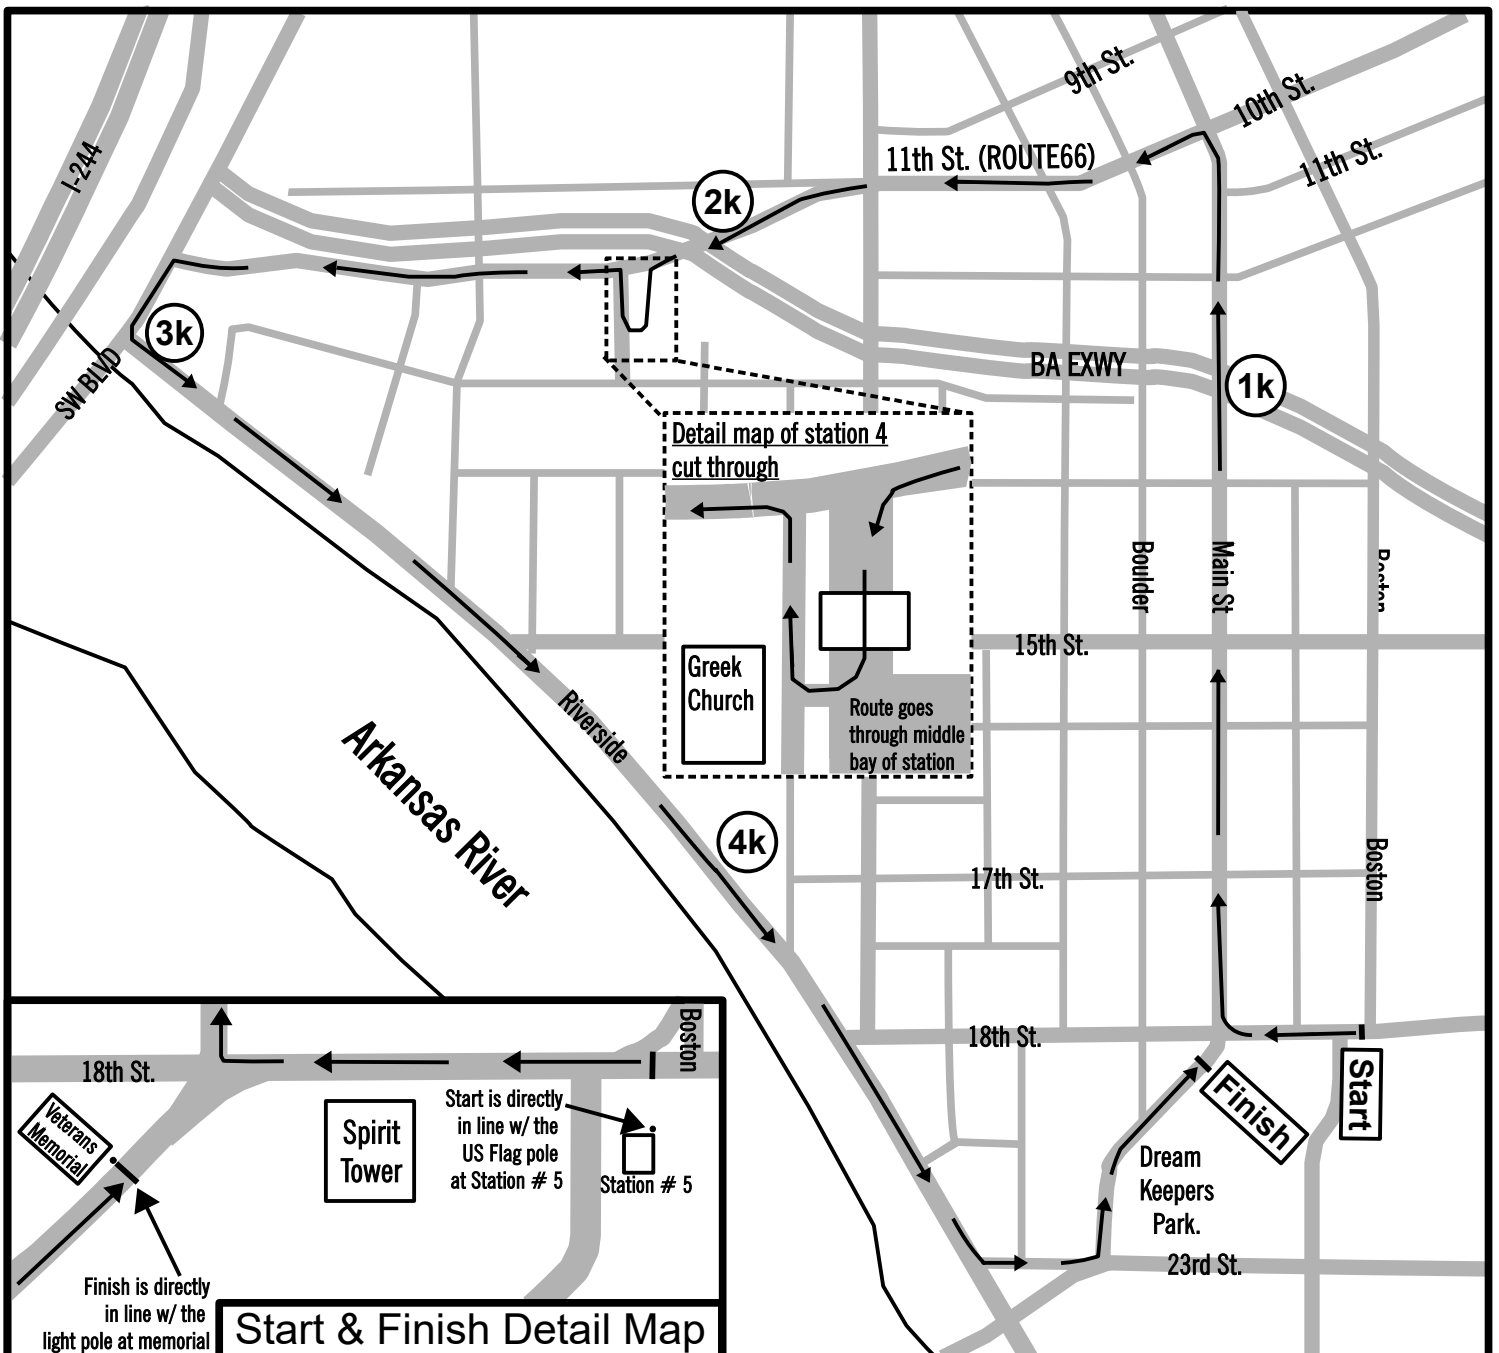 9th St.
10th St.
11th St. (ROUTE66)
11th St.
I-244
2k
3k
SW BLVD
BA EXWY
1k
Detail map of station 4
cut through
Boulder
Main St
Boston
15th St.
Greek
Church
Route goes
through middle
bay of station
Riverside
Arkansas River
4k
17th St.
Boston
18th St.
Start
Finish
Dream
Keepers
Park.
23rd St.
Boston
18th St.
Veterans
Memorial
Spirit
Tower
Start is directly
in line w/ the
US Flag pole
at Station # 5
Station # 5
Finish is directly
in line w/ the
light pole at memorial
Start & Finish Detail Map